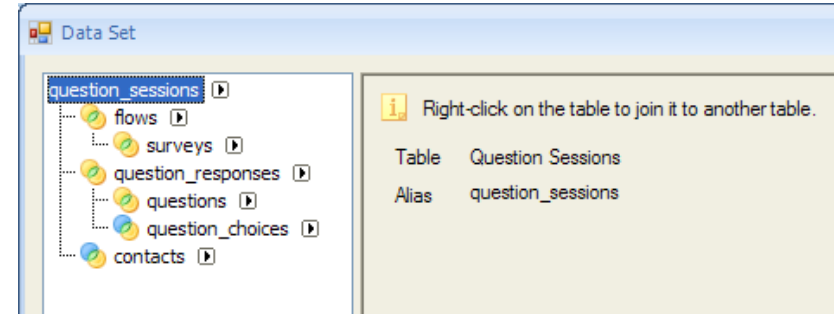 Data Set
question_sessions
flows
surveys
question_responses
questions
question_choices
contacts
Right-click on the table to join it to another table.
Table Question Sessions
Alias question_sessions